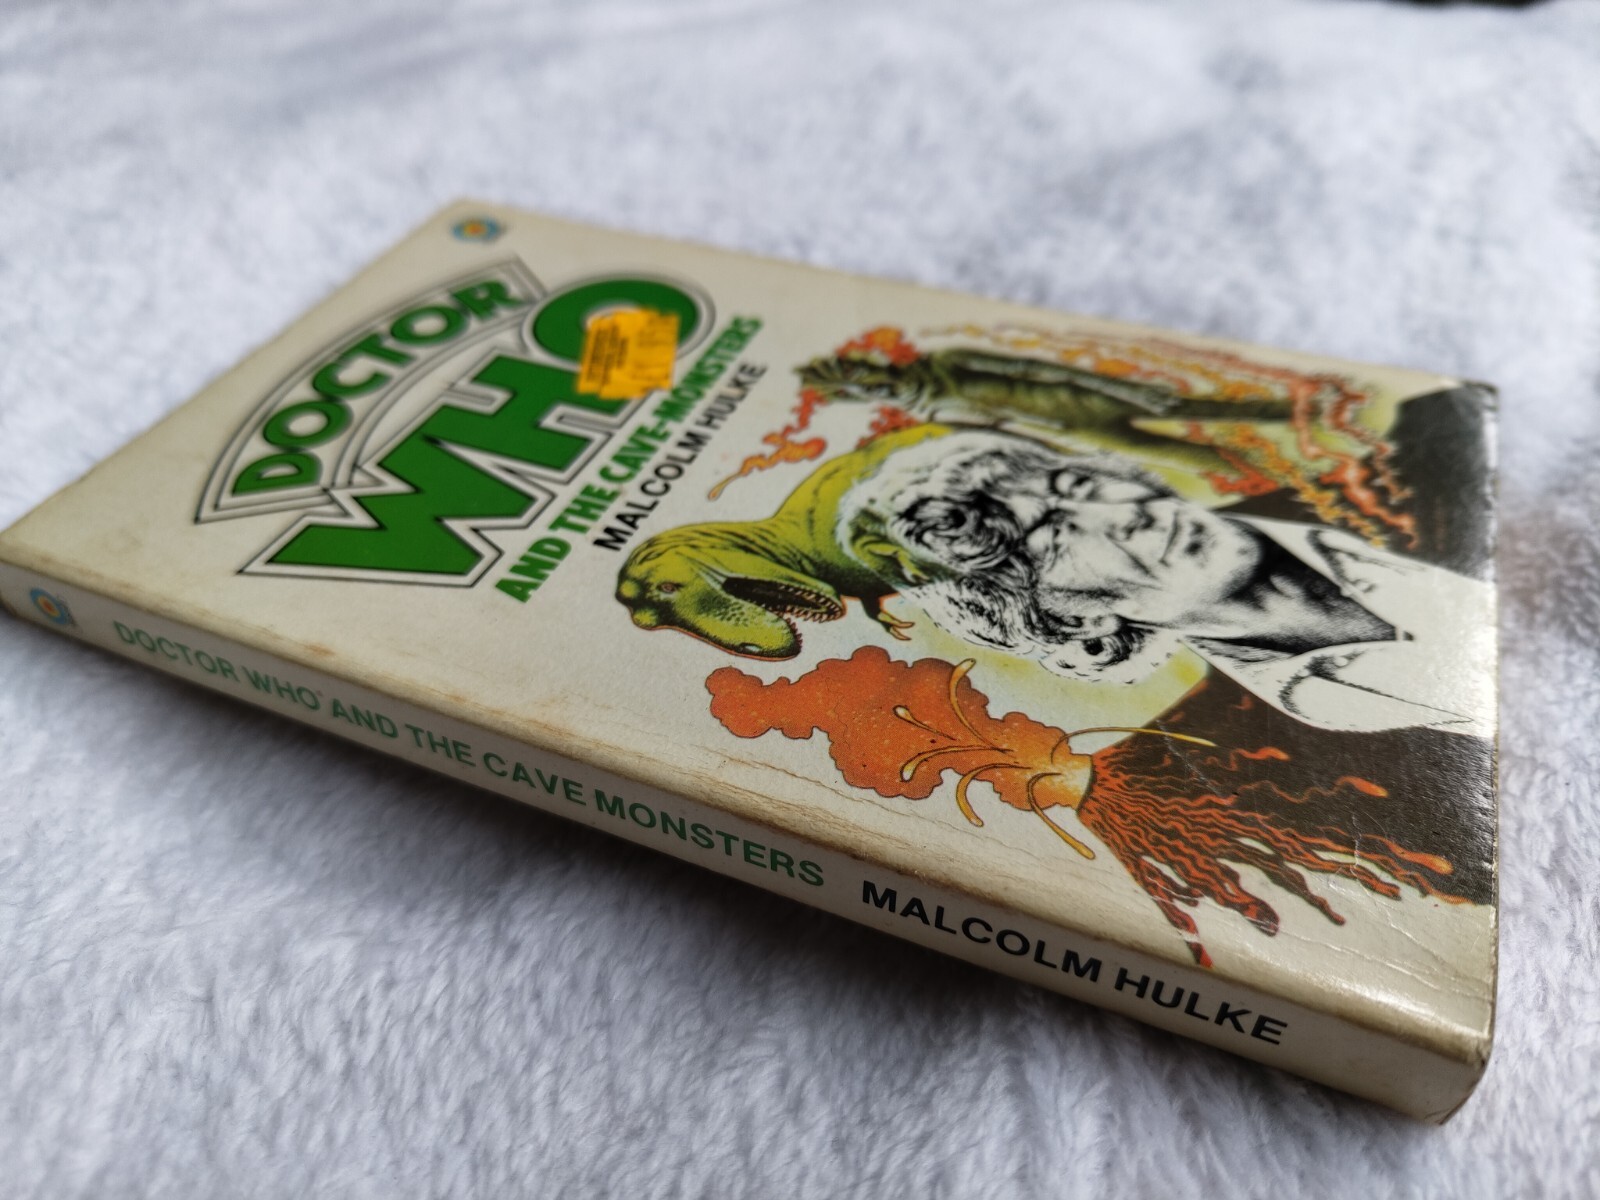 DOCTOR
WHO
AND THE CAVE-MONSTERS
MALCOLM HULKE
DOCTOR WHO AND THE CAVE MONSTERS MALCOLM HULKE